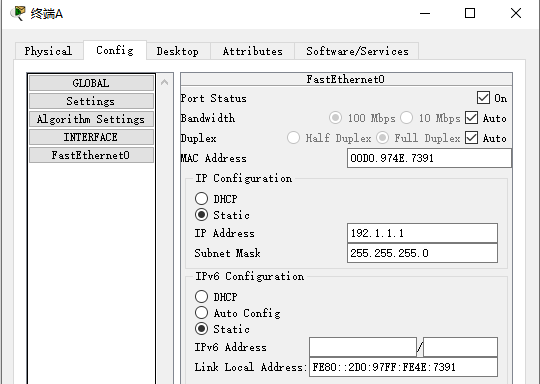 终端A
Physical Config Desktop Attributes Software/Services
GLOBAL
Settings
Algorithm Settings
INTERFACE
FastEthernet0
FastEthernet0
Port Status On
Bandwidth 100 Mbps 10 Mbps Auto
Duplex Half Duplex Full Duplex Auto
MAC Address 00D0.974E.7391
IP Configuration
DHCP
Static
IP Address 192.1.1.1
Subnet Mask 255.255.255.0
IPv6 Configuration
DHCP
Auto Config
Static
IPv6 Address /
Link Local Address: FE80::2D0:97FF:FE4E:7391